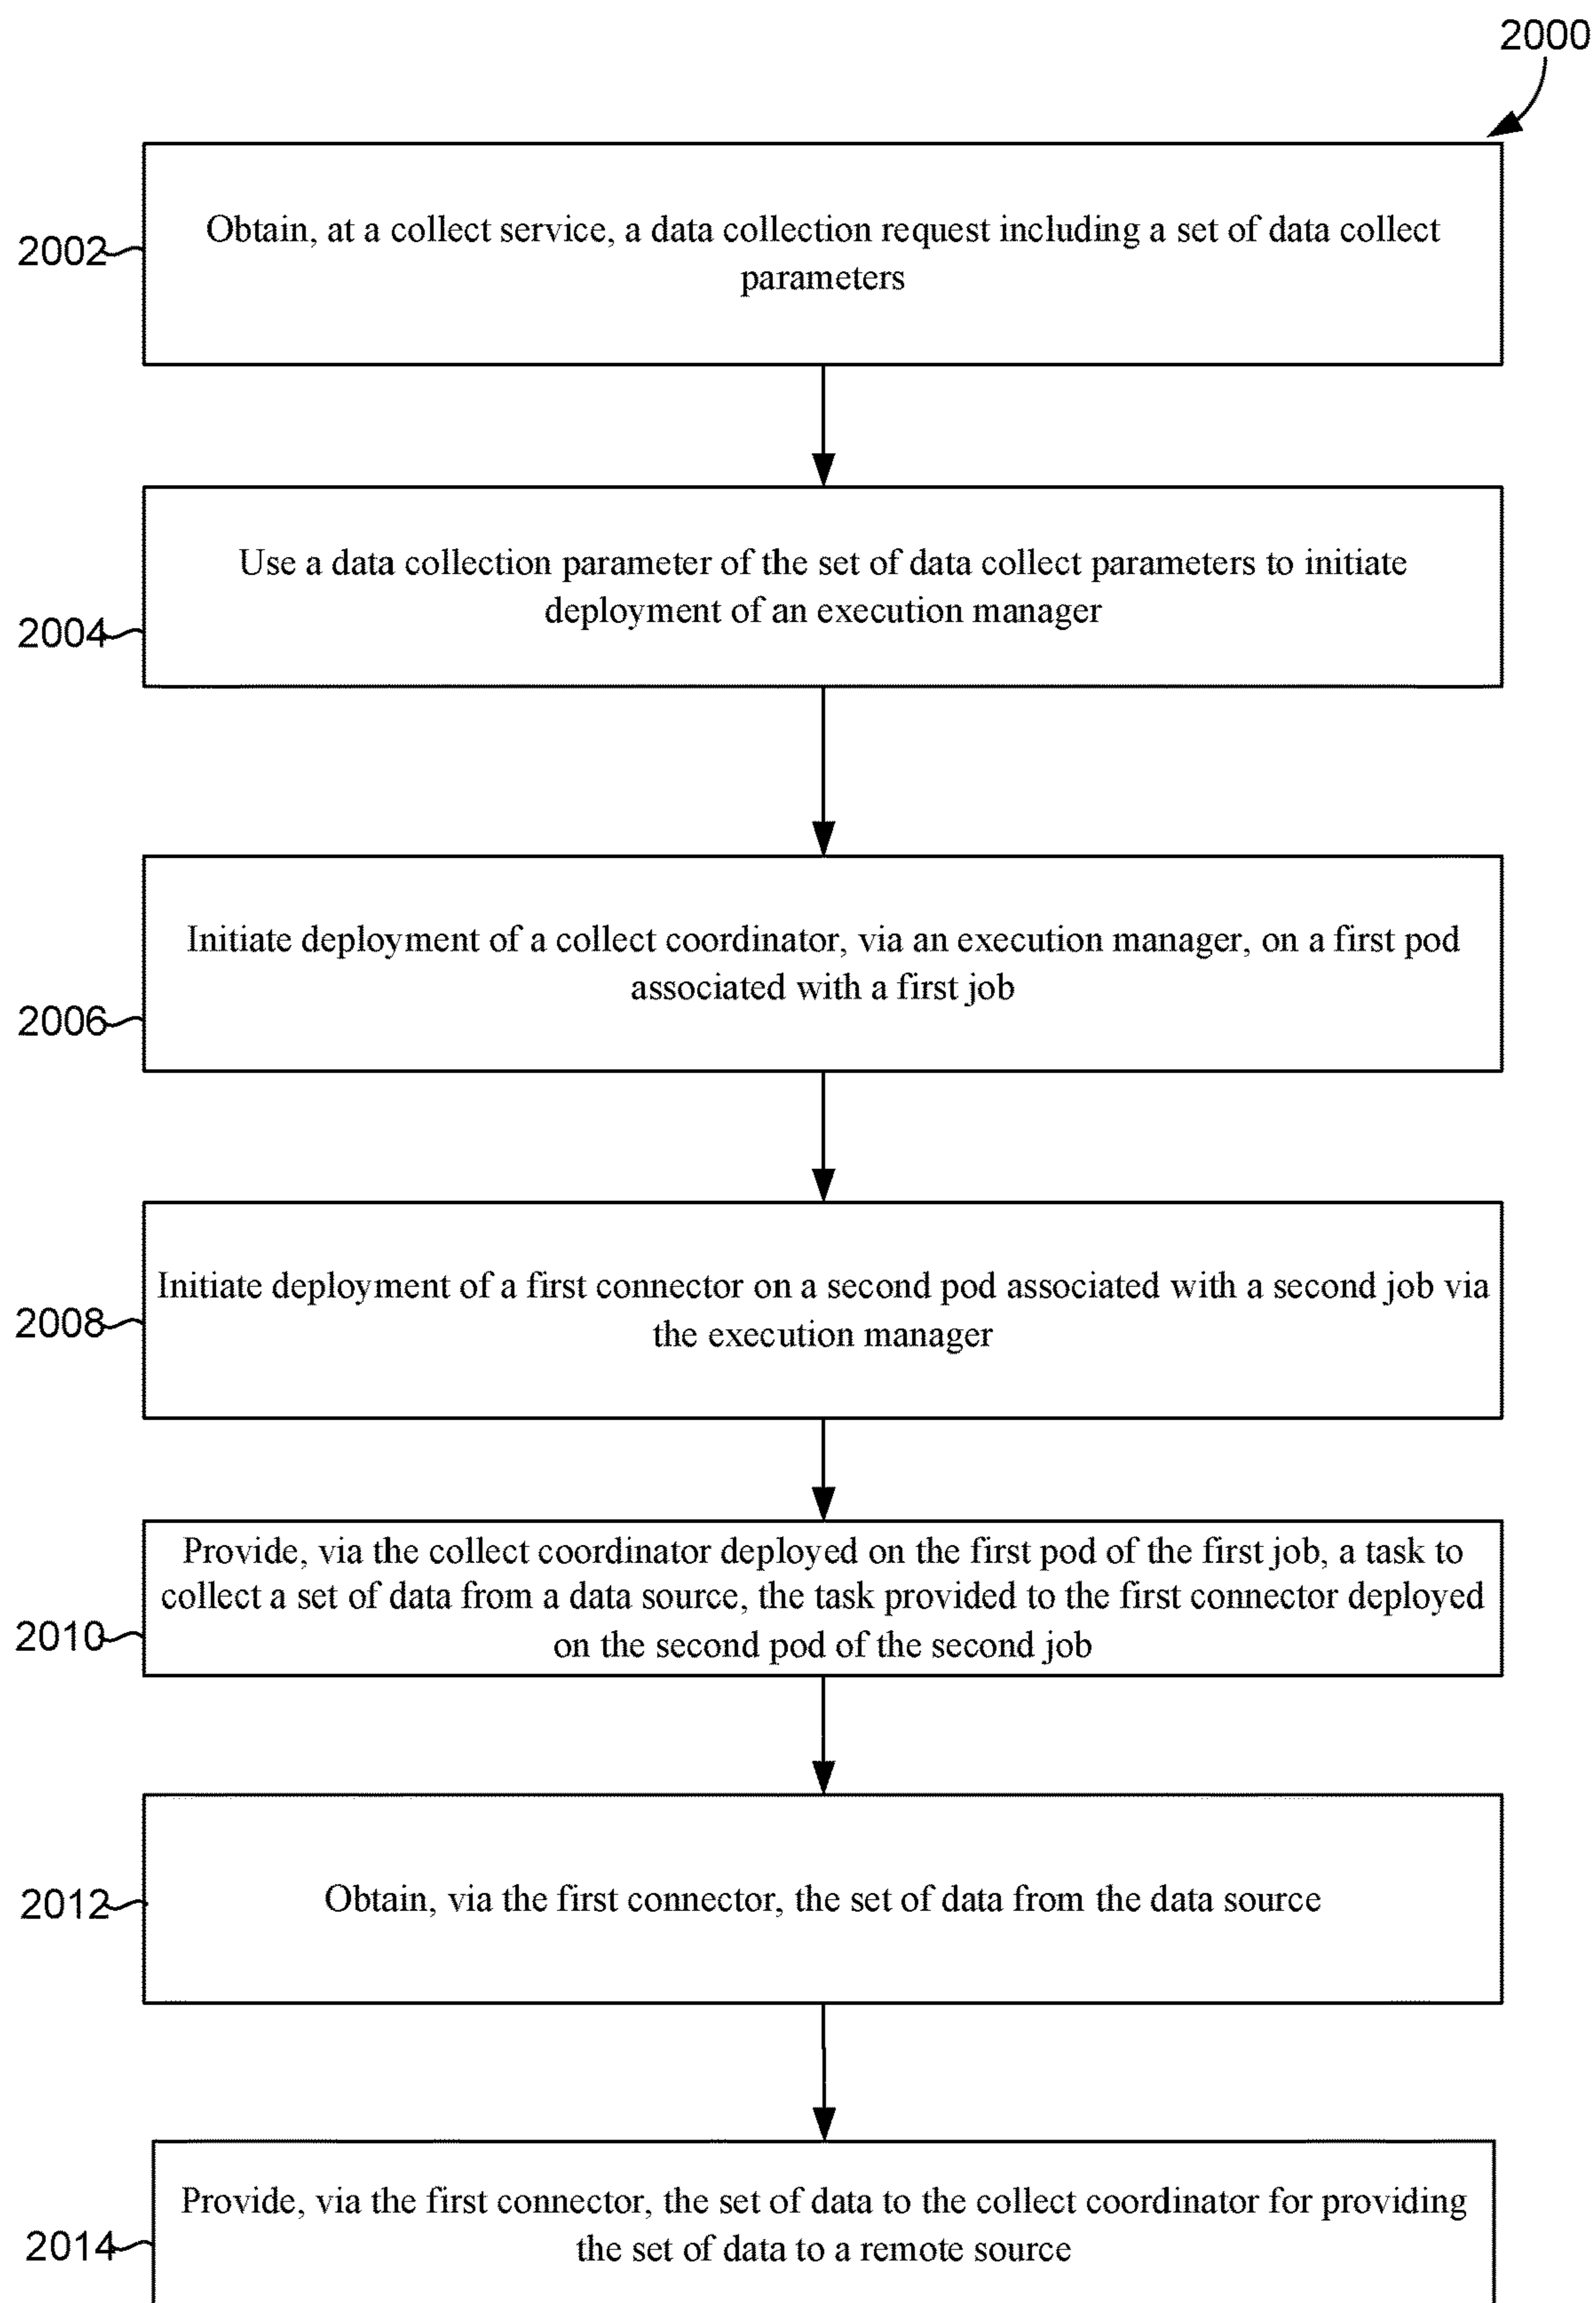 2000
2002
Obtain, at a collect service, a data collection request including a set of data collect
parameters
2004
Use a data collection parameter of the set of data collect parameters to initiate
deployment of an execution manager
2006
Initiate deployment of a collect coordinator, via an execution manager, on a first pod
associated with a first job
2008
Initiate deployment of a first connector on a second pod associated with a second job via
the execution manager
2010
Provide, via the collect coordinator deployed on the first pod of the first job, a task to
collect a set of data from a data source, the task provided to the first connector deployed
on the second pod of the second job
2012
Obtain, via the first connector, the set of data from the data source
2014
Provide, via the first connector, the set of data to the collect coordinator for providing
the set of data to a remote source